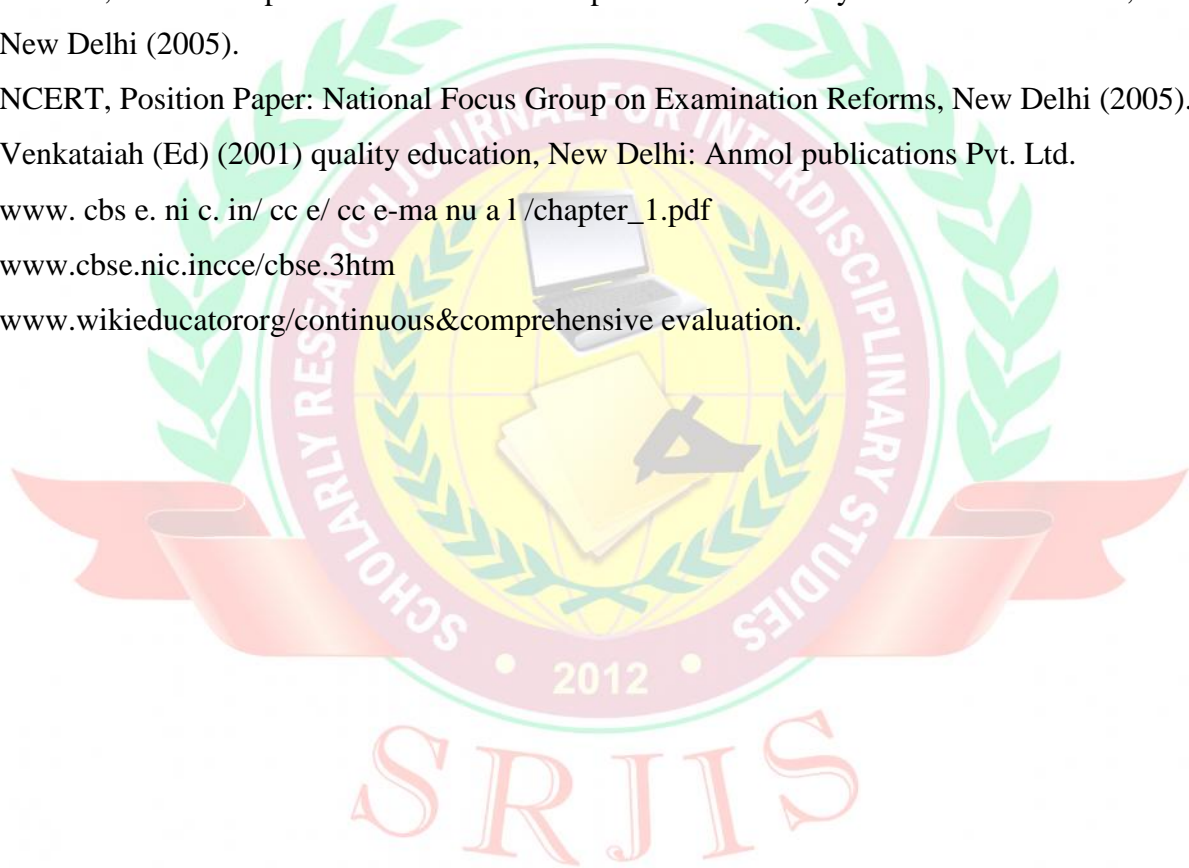 New Delhi (2005).
NCERT, Position Paper: National Focus Group on Examination Reforms, New Delhi (2005).
Venkataiah (Ed) (2001) quality education, New Delhi: Anmol publications Pvt. Ltd.
www. cbs e. ni c. in/ cc e/ cc e-ma nu a l /chapter_1.pdf
www.cbse.nic.incce/cbse.3htm
www.wikieducatororg/continuous&comprehensive evaluation.
SCHOLARLY RESEARCH JOURNAL FOR INTERDISCIPLINARY STUDIES
• 2012 •
SRJIS